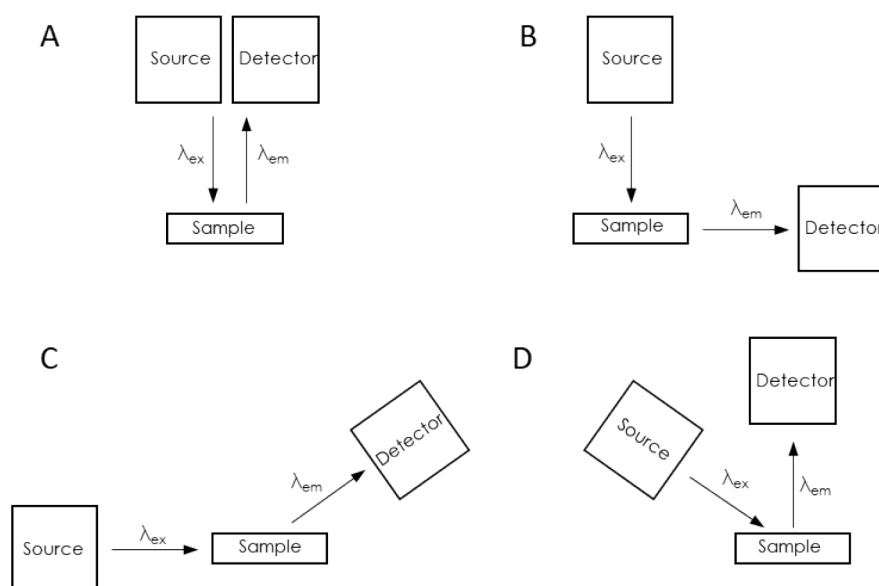 A
Source
Detector
λex
λem
Sample
B
Source
λex
Sample
λem
Detector
C
Source
λex
Sample
λem
Detector
D
Source
Detector
λex
λem
Sample